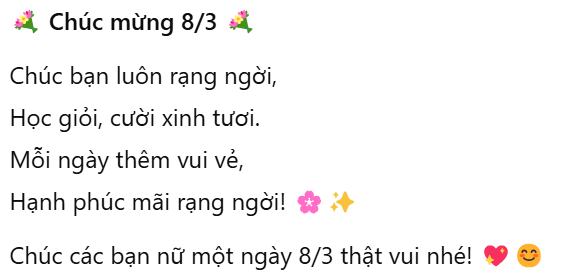 💐 Chúc mừng 8/3 💐
Chúc bạn luôn rạng ngời,
Học giỏi, cười xinh tươi.
Mỗi ngày thêm vui vẻ,
Hạnh phúc mãi rạng ngời! 🌸✨
Chúc các bạn nữ một ngày 8/3 thật vui nhé! 💖😊